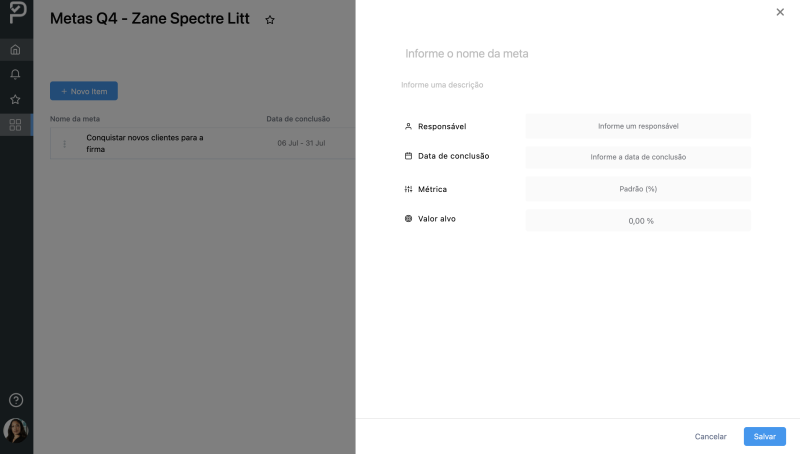 Metas Q4 - Zane Spectre Litt
+ Novo Item
Nome da meta
Data de conclusão
Conquistar novos clientes para a
firma
06 Jul - 31 Jul
Informe o nome da meta
Informe uma descrição
Responsável
Informe um responsável
Data de conclusão
Informe a data de conclusão
Métrica
Padrão (%)
Valor alvo
0,00 %
Cancelar
Salvar